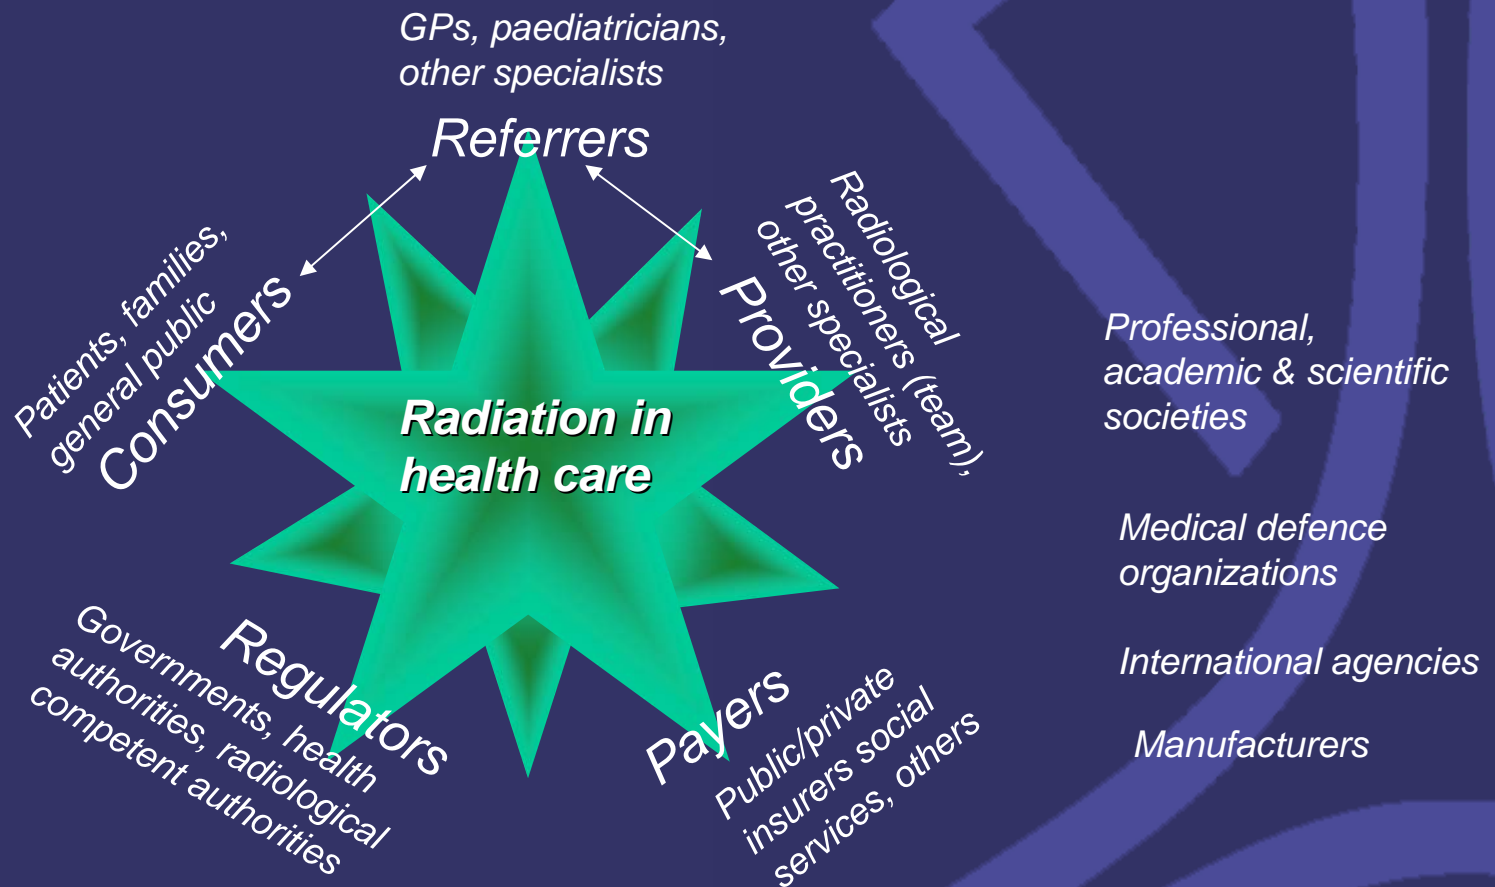 GPs, paediatricians,
other specialists
Referrers
Patients, families,
general public
Consumers
Radiological
practitioners (team),
other specialists
Providers
Radiation in
health care
Regulators
Governments, health
authorities, radiological
competent authorities
Payers
Public/private
insurers social
services, others
Professional,
academic & scientific
societies
Medical defence
organizations
International agencies
Manufacturers